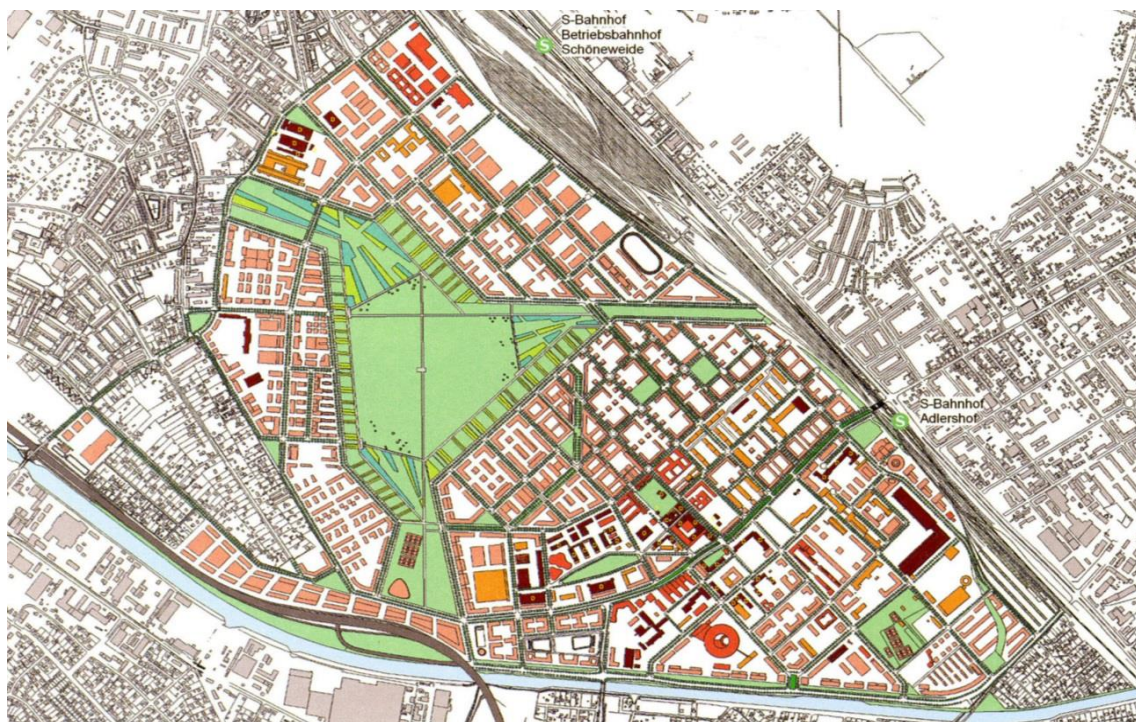 S-Bahnhof
Betriebsbahnhof
Schöneweide
S
S-Bahnhof
Adlershof
S